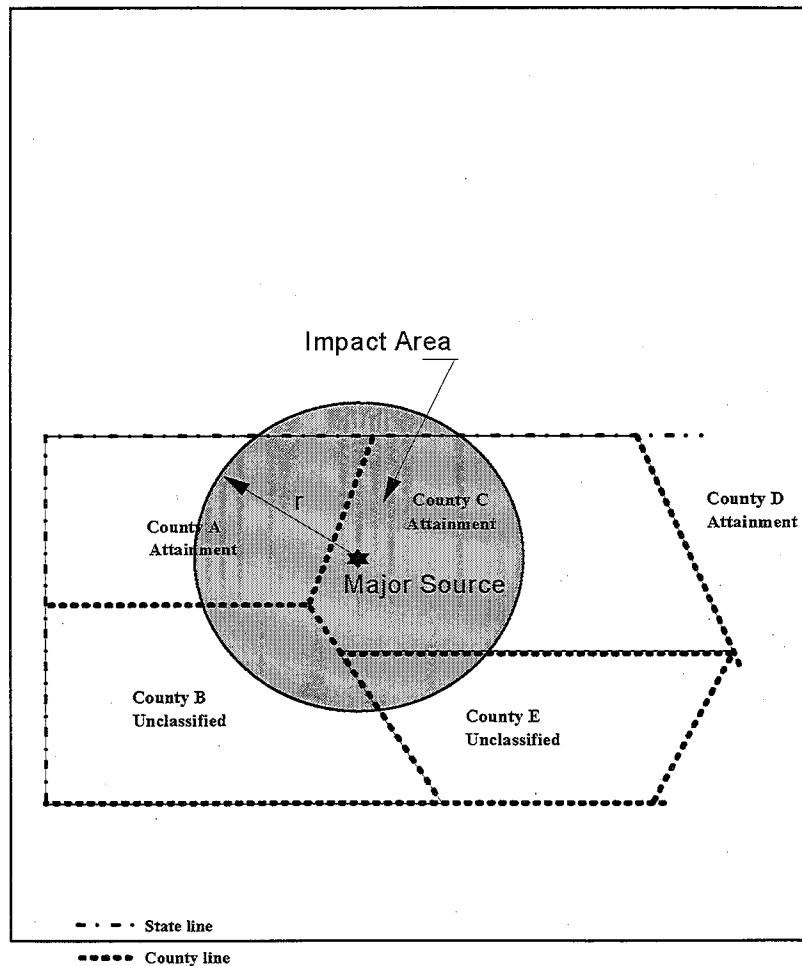 Impact Area
r
County A
Attainment
County C
Attainment
County D
Attainment
Major Source
County B
Unclassified
County E
Unclassified
State line
County line